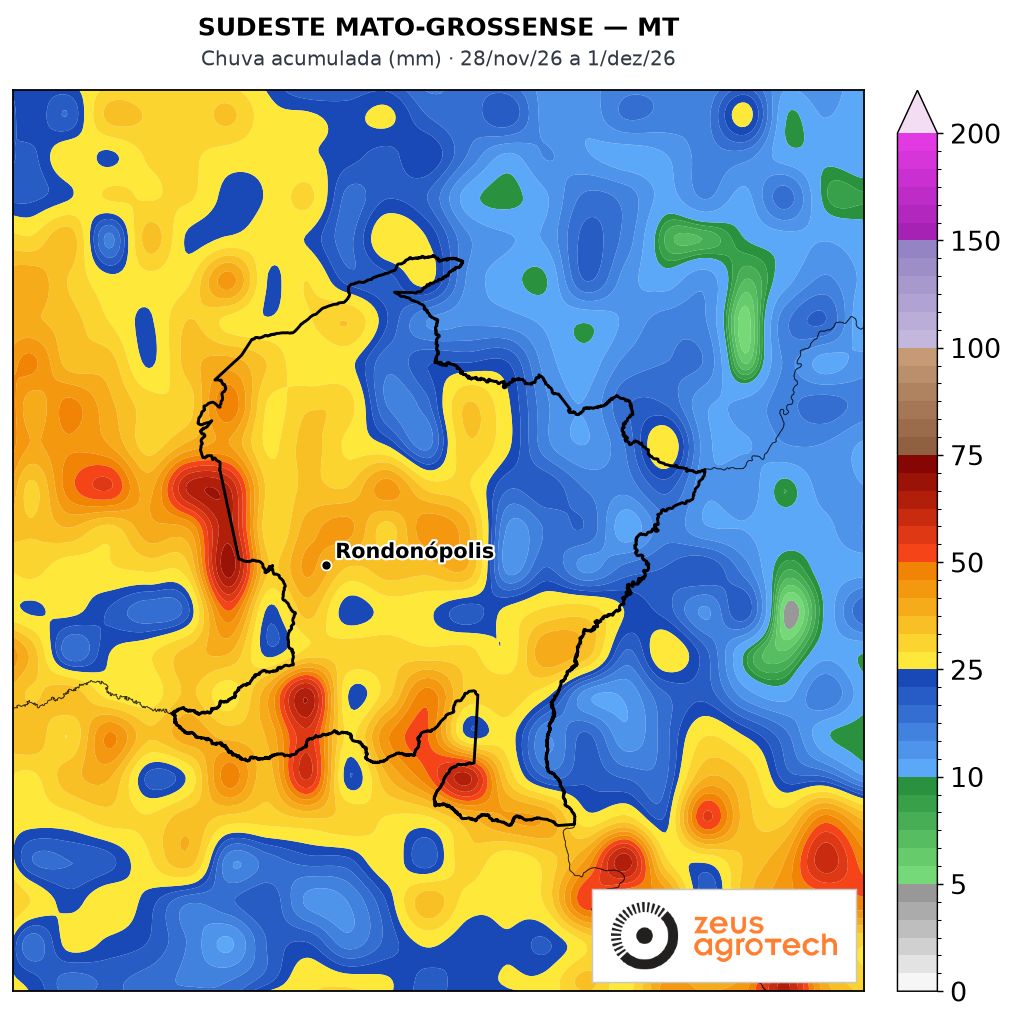 SUDESTE MATO-GROSSENSE — MT
Chuva acumulada (mm) · 28/nov/26 a 1/dez/26
200
150
100
75
50
25
10
5
0
Rondonópolis
zeus
agrotech